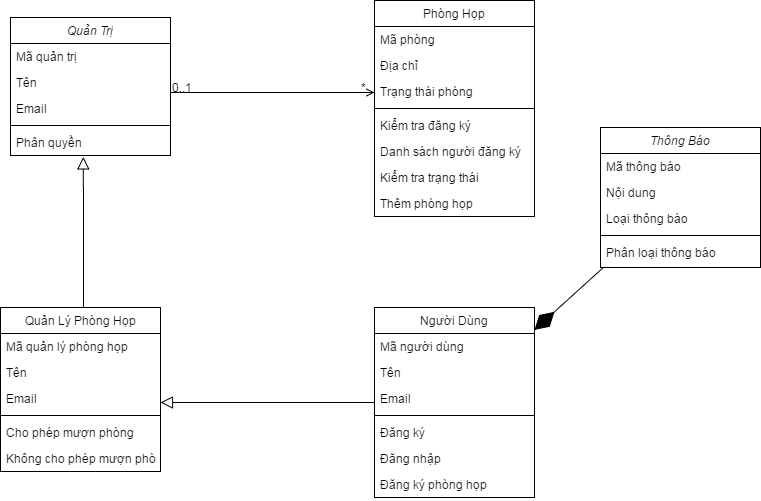 Quản Trị
Mã quản trị
Tên
Email
Phân quyền
0..1
*
Phòng Họp
Mã phòng
Địa chỉ
Trạng thái phòng
Kiểm tra đăng ký
Danh sách người đăng ký
Kiểm tra trạng thái
Thêm phòng họp
Thông Báo
Mã thông báo
Nội dung
Loại thông báo
Phân loại thông báo
Quản Lý Phòng Họp
Mã quản lý phòng họp
Tên
Email
Cho phép mượn phòng
Không cho phép mượn phò
Người Dùng
Mã người dùng
Tên
Email
Đăng ký
Đăng nhập
Đăng ký phòng họp